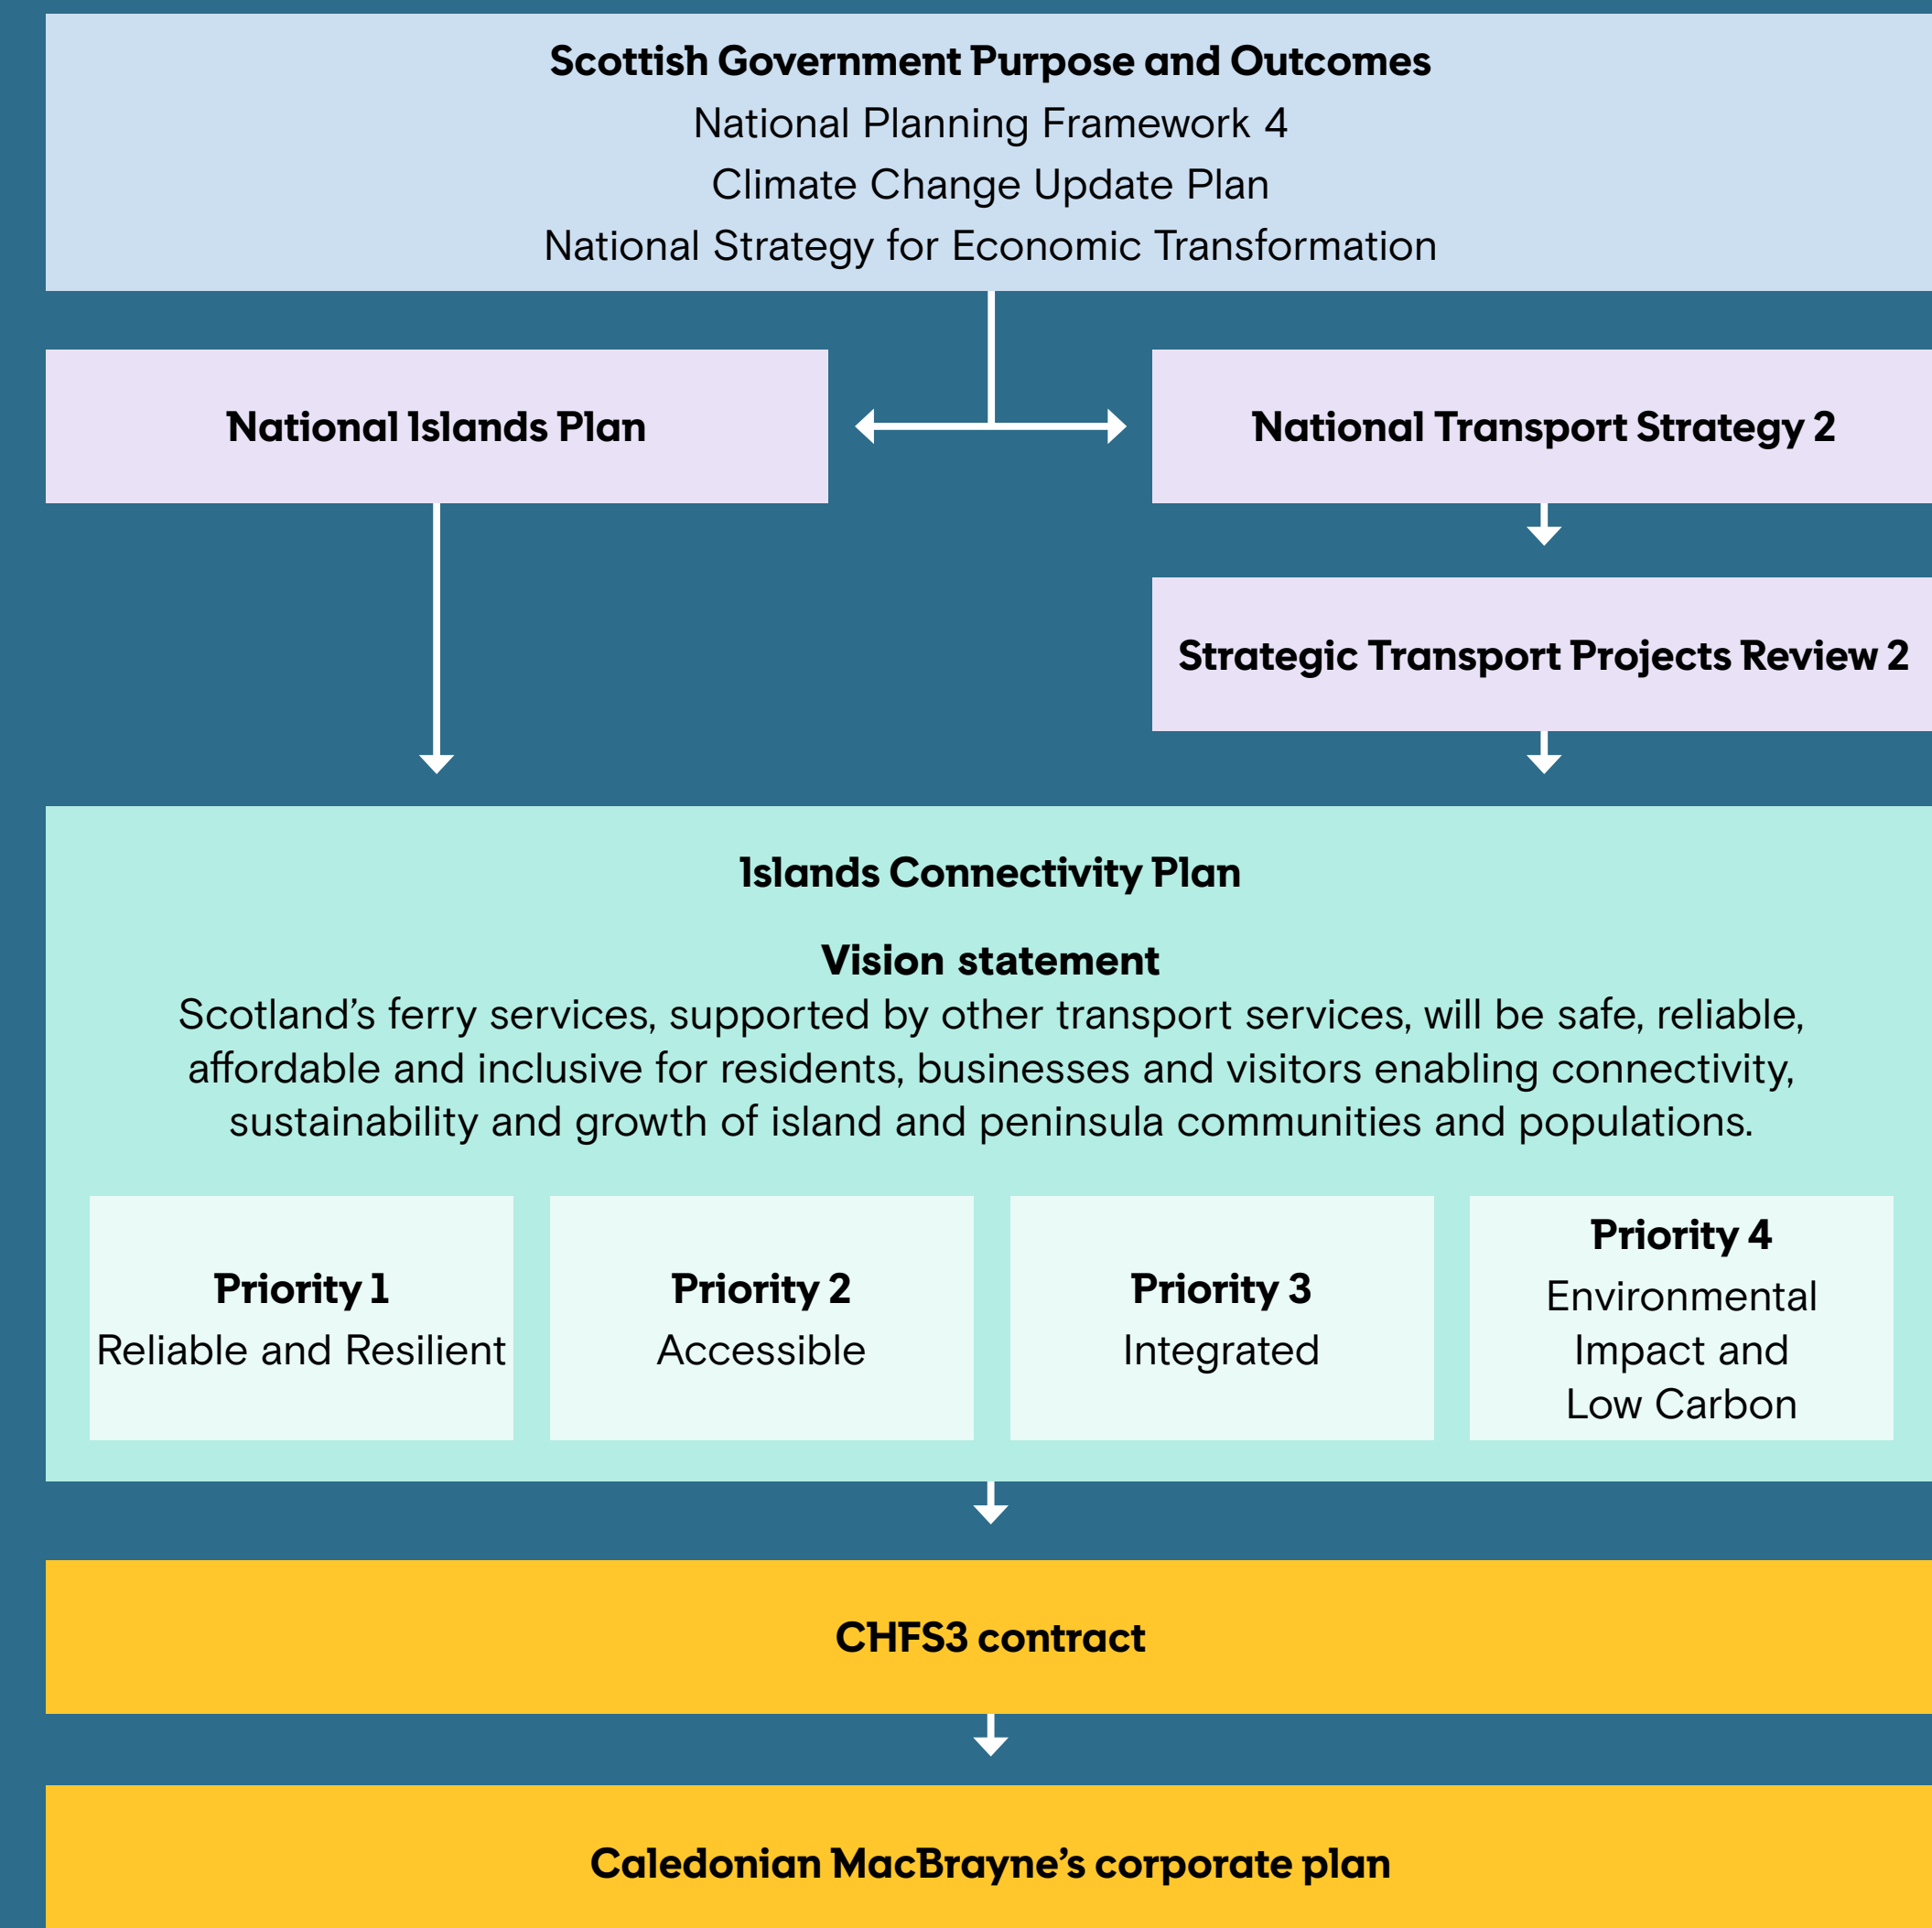 Scottish Government Purpose and Outcomes
National Planning Framework 4
Climate Change Update Plan
National Strategy for Economic Transformation
National Islands Plan
National Transport Strategy 2
Strategic Transport Projects Review 2
Islands Connectivity Plan
Vision statement
Scotland’s ferry services, supported by other transport services, will be safe, reliable,
affordable and inclusive for residents, businesses and visitors enabling connectivity,
sustainability and growth of island and peninsula communities and populations.
Priority 1
Reliable and Resilient
Priority 2
Accessible
Priority 3
Integrated
Priority 4
Environmental
Impact and
Low Carbon
CHFS3 contract
Caledonian MacBrayne’s corporate plan